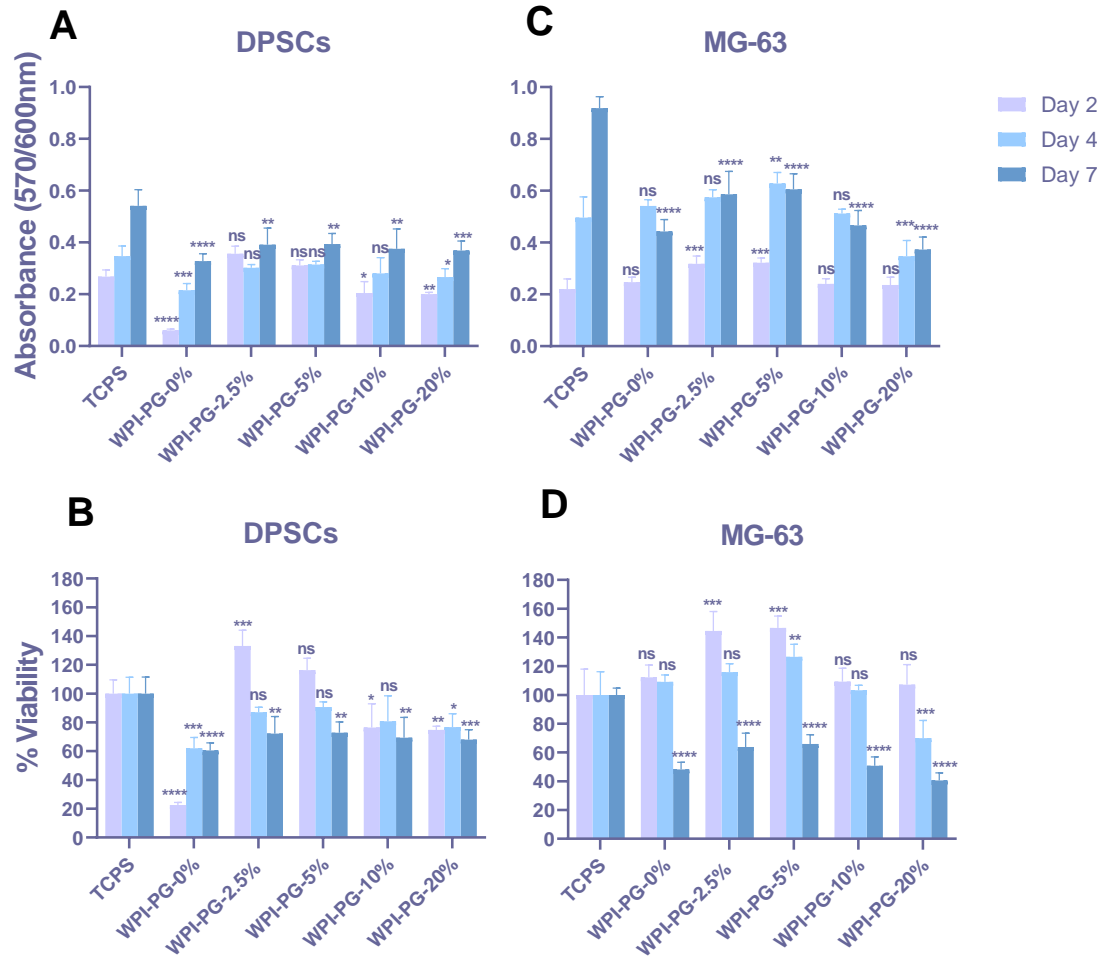 A
DPSCs
Absorbance (570/600nm)
1.0
0.8
0.6
0.4
0.2
0.0
**** *** ****
ns ns **
ns ns **
* ns **
** * ***
TCPS
WPI-PG-0%
WPI-PG-2.5%
WPI-PG-5%
WPI-PG-10%
WPI-PG-20%
C
MG-63
1.0
0.8
0.6
0.4
0.2
0.0
ns ns ****
*** ns ****
*** ** ****
ns ns ****
ns *** ****
TCPS
WPI-PG-0%
WPI-PG-2.5%
WPI-PG-5%
WPI-PG-10%
WPI-PG-20%
Day 2
Day 4
Day 7
B
DPSCs
% Viability
180
160
140
120
100
80
60
40
20
0
**** *** ****
*** ns **
ns ns **
* ns **
** * ***
TCPS
WPI-PG-0%
WPI-PG-2.5%
WPI-PG-5%
WPI-PG-10%
WPI-PG-20%
D
MG-63
180
160
140
120
100
80
60
40
20
0
ns ns ****
*** ns ****
*** ** ****
ns ns ****
ns *** ****
TCPS
WPI-PG-0%
WPI-PG-2.5%
WPI-PG-5%
WPI-PG-10%
WPI-PG-20%